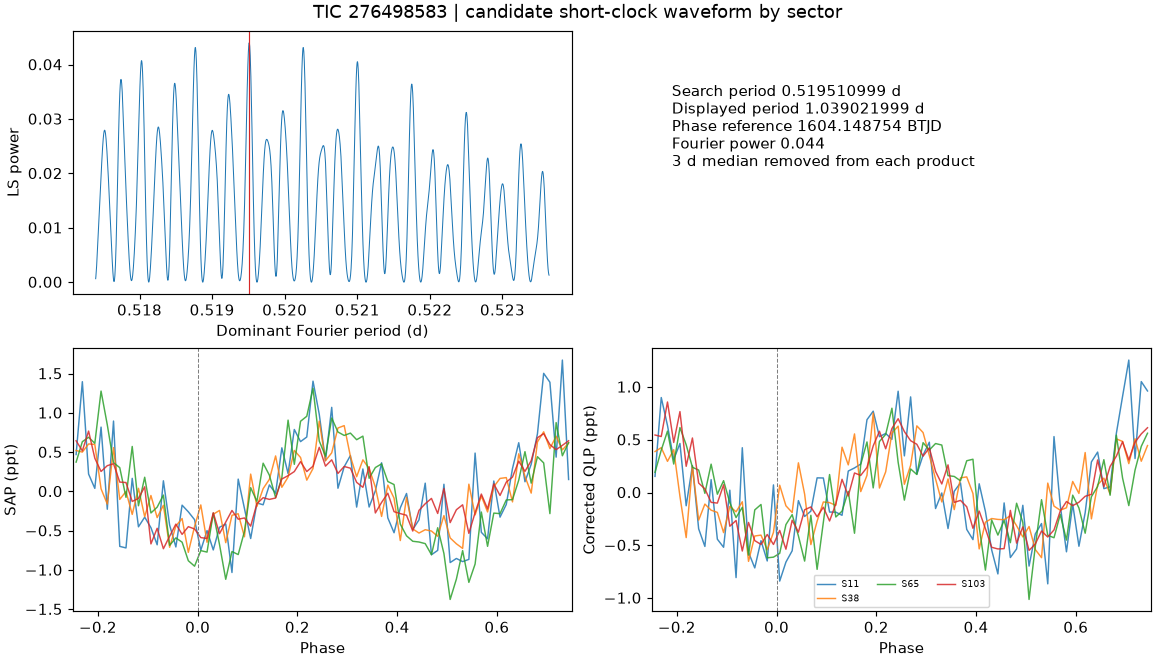 TIC 276498583 | candidate short-clock waveform by sector
0.04
0.03
0.02
0.01
0.00
LS power
0.518 0.519 0.520 0.521 0.522 0.523
Dominant Fourier period (d)
Search period 0.519510999 d
Displayed period 1.039021999 d
Phase reference 1604.148754 BTJD
Fourier power 0.044
3 d median removed from each product
1.5
1.0
0.5
0.0
−0.5
−1.0
−1.5
SAP (ppt)
−0.2 0.0 0.2 0.4 0.6
Phase
1.0
0.5
0.0
−0.5
−1.0
Corrected QLP (ppt)
S11 S65 S103
S38
−0.2 0.0 0.2 0.4 0.6
Phase